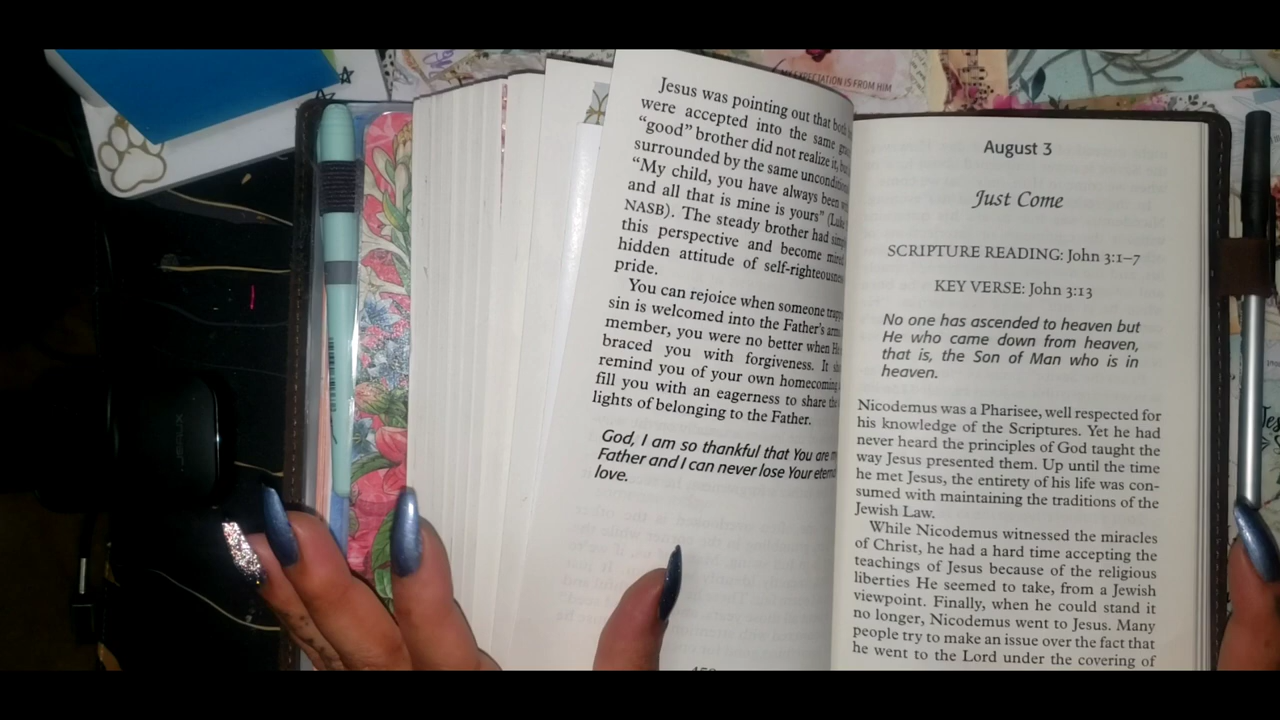 MY EXPECTATION IS FROM HIM
Jesus was pointing out that both
were accepted into the same
"good" brother did not realize it,
surrounded by the same
"My child, you have always been
and all that is mine is yours" (Luke
NASB). The steady brother had
this perspective and become
hidden attitude of self-righteous
pride.
You can rejoice when someone
sin is welcomed into the Father's
member, you were no better when
braced you with forgiveness. It
remind you of your own homecoming
fill you with an eagerness to share the
lights of belonging to the Father.
God, I am so thankful that You are
Father and I can never lose Your
love.
August 3
Just Come
SCRIPTURE READING: John 3:1–7
KEY VERSE: John 3:13
No one has ascended to heaven but
He who came down from heaven,
that is, the Son of Man who is in
heaven.
Nicodemus was a Pharisee, well respected for
his knowledge of the Scriptures. Yet he had
never heard the principles of God taught the
way Jesus presented them. Up until the time
he met Jesus, the entirety of his life was con-
sumed with maintaining the traditions of the
Jewish Law.
While Nicodemus witnessed the miracles
of Christ, he had a hard time accepting the
teachings of Jesus because of the religious
liberties He seemed to take, from a Jewish
viewpoint. Finally, when he could stand it
no longer, Nicodemus went to Jesus. Many
people try to make an issue over the fact that
he went to the Lord under the covering of